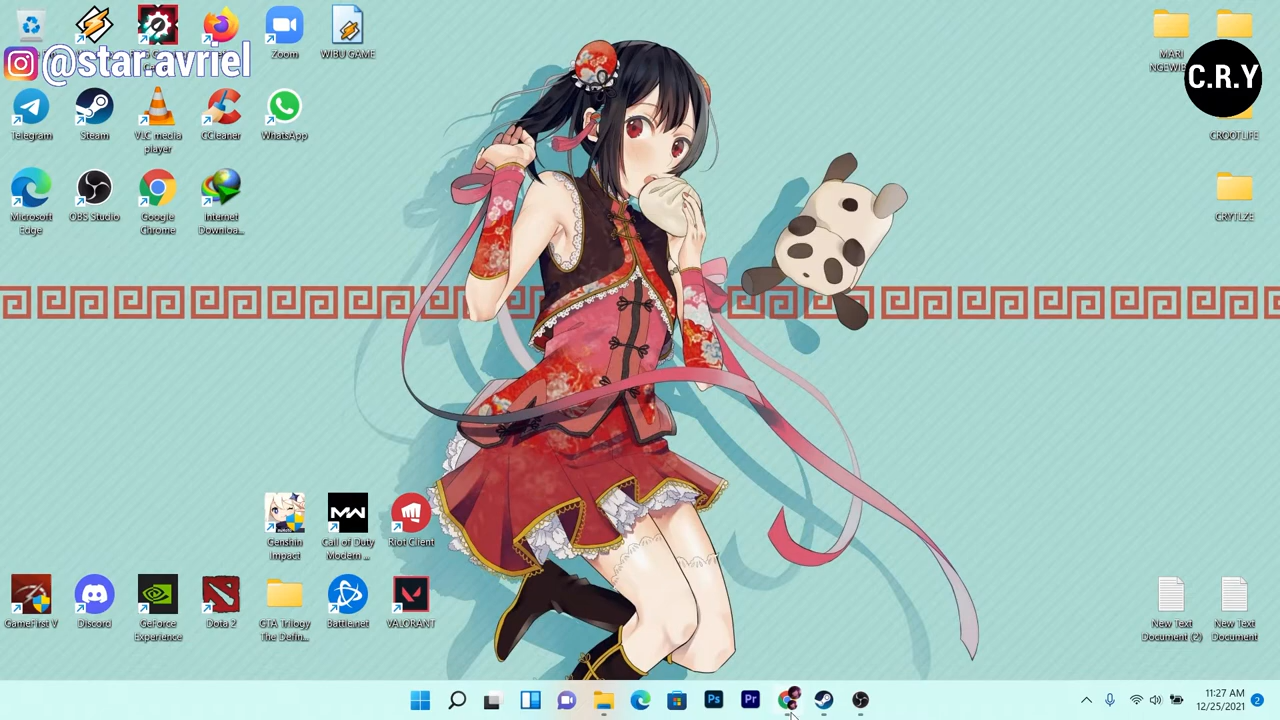 @star.avriel
Zoom
WIBU GAME
MARI
NGEWIB
C.R.Y
Telegram
Steam
VLC media
player
CCleaner
WhatsApp
CROOTLIFE
Microsoft
Edge
OBS Studio
Google
Chrome
Internet
Downloa...
CRYTLZE
Genshin
Impact
Call of Duty
Modern ...
Riot Client
GameFirst V
Discord
GeForce
Experience
Dota 2
GTA Trilogy
The Defin...
Battle.net
VALORANT
New Text
Document (2)
New Text
Document
Ps
Pr
11:27 AM
12/25/2021
2